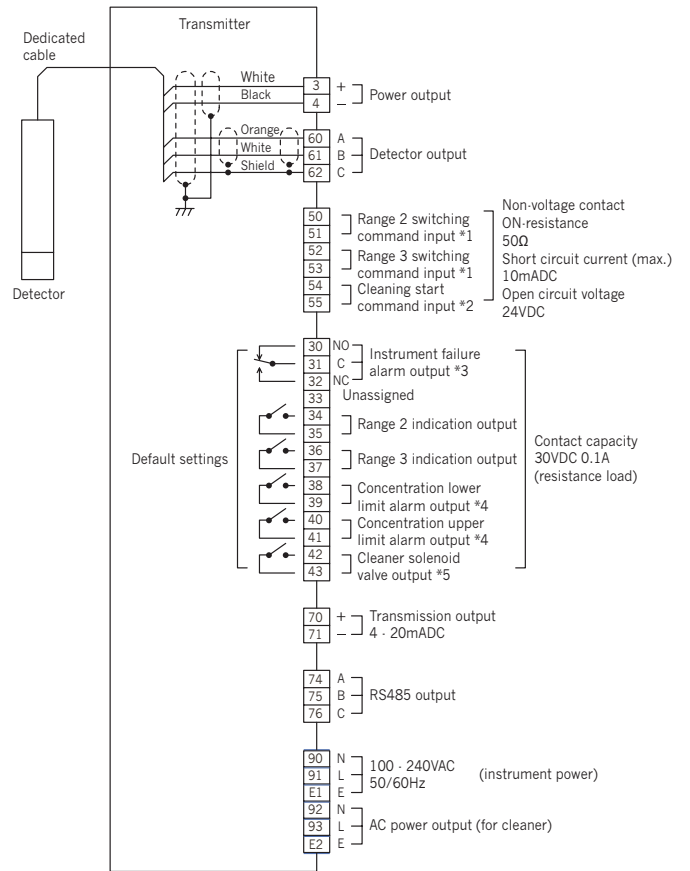 Transmitter
Dedicated
cable
Detector
White
Black
Orange
White
Shield
3 +
4 −
Power output
60 A
61 B
62 C
Detector output
50
51
Range 2 switching
command input *1
52
53
Range 3 switching
command input *1
54
55
Cleaning start
command input *2
Non-voltage contact
ON-resistance
50Ω
Short circuit current (max.)
10mADC
Open circuit voltage
24VDC
Default settings
30 NO
31 C
32 NC
Instrument failure
alarm output *3
33 Unassigned
34
35
Range 2 indication output
36
37
Range 3 indication output
38
39
Concentration lower
limit alarm output *4
40
41
Concentration upper
limit alarm output *4
42
43
Cleaner solenoid
valve output *5
Contact capacity
30VDC 0.1A
(resistance load)
70 +
71 −
Transmission output
4 - 20mADC
74 A
75 B
76 C
RS485 output
90 N
91 L
E1 E
100 - 240VAC
50/60Hz
(instrument power)
92 N
93 L
E2 E
AC power output (for cleaner)